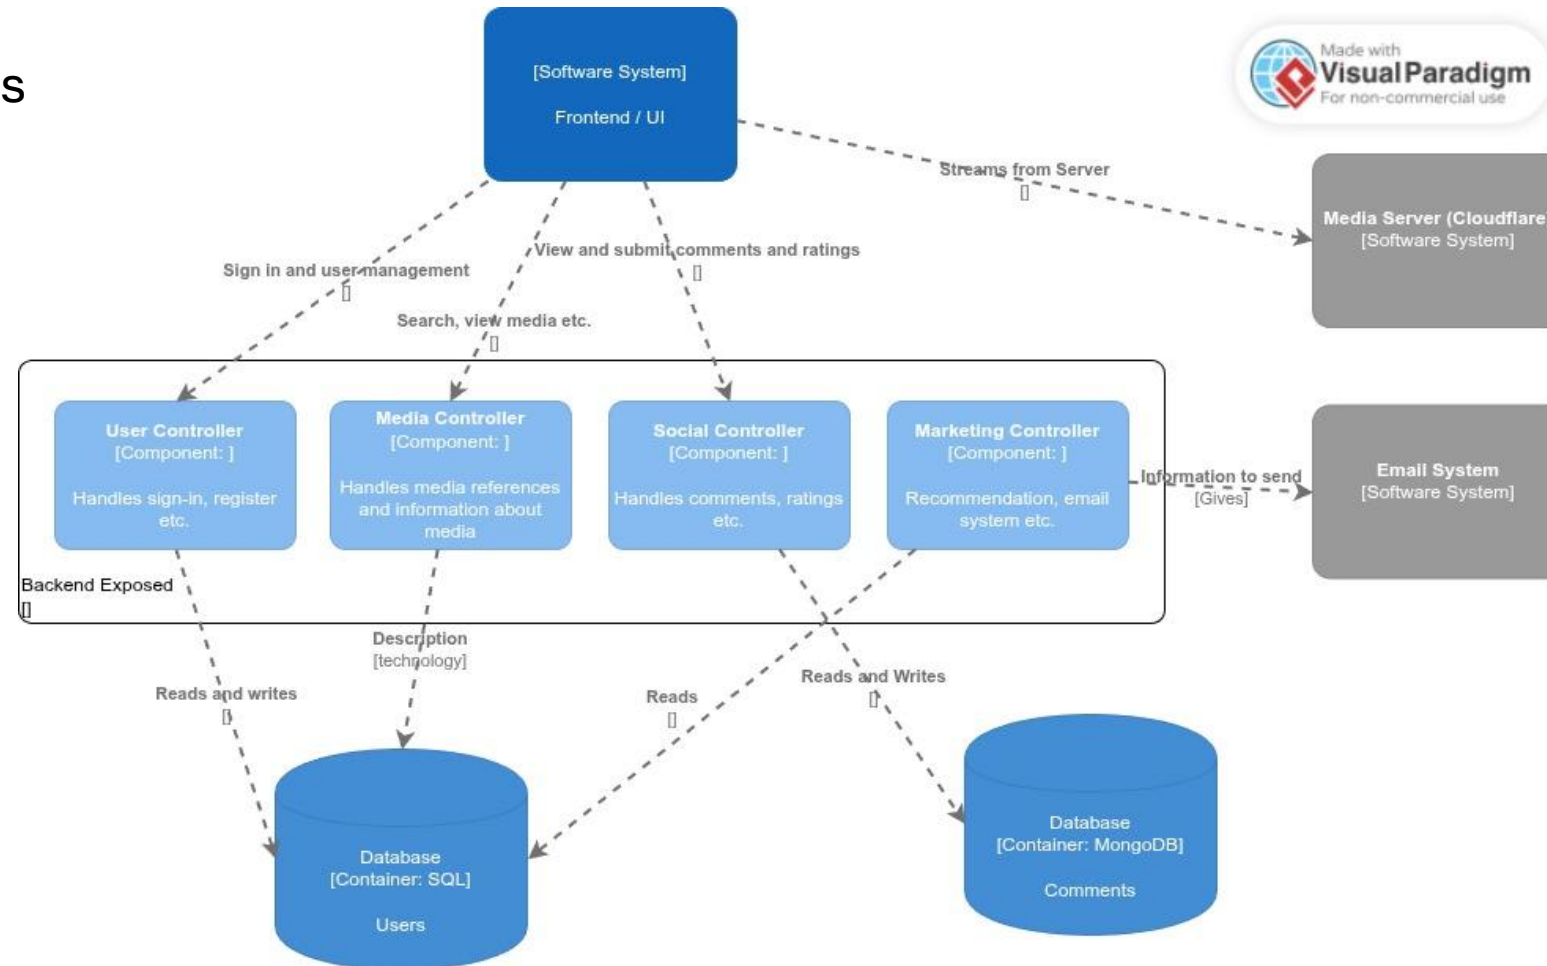 s
[Software System]
Frontend / UI
Made with
Visual Paradigm
For non-commercial use
Streams from Server
[]
Media Server (Cloudflare)
[Software System]
View and submit comments and ratings
[]
Sign in and user management
[]
Search, view media etc.
[]
User Controller
[Component: ]
Handles sign-in, register
etc.
Media Controller
[Component: ]
Handles media references
and information about
media
Social Controller
[Component: ]
Handles comments, ratings
etc.
Marketing Controller
[Component: ]
Recommendation, email
system etc.
Information to send
[Gives]
Email System
[Software System]
Backend Exposed
[]
Description
[technology]
Reads and writes
[]
Reads
[]
Reads and Writes
[]
Database
[Container: SQL]
Users
Database
[Container: MongoDB]
Comments